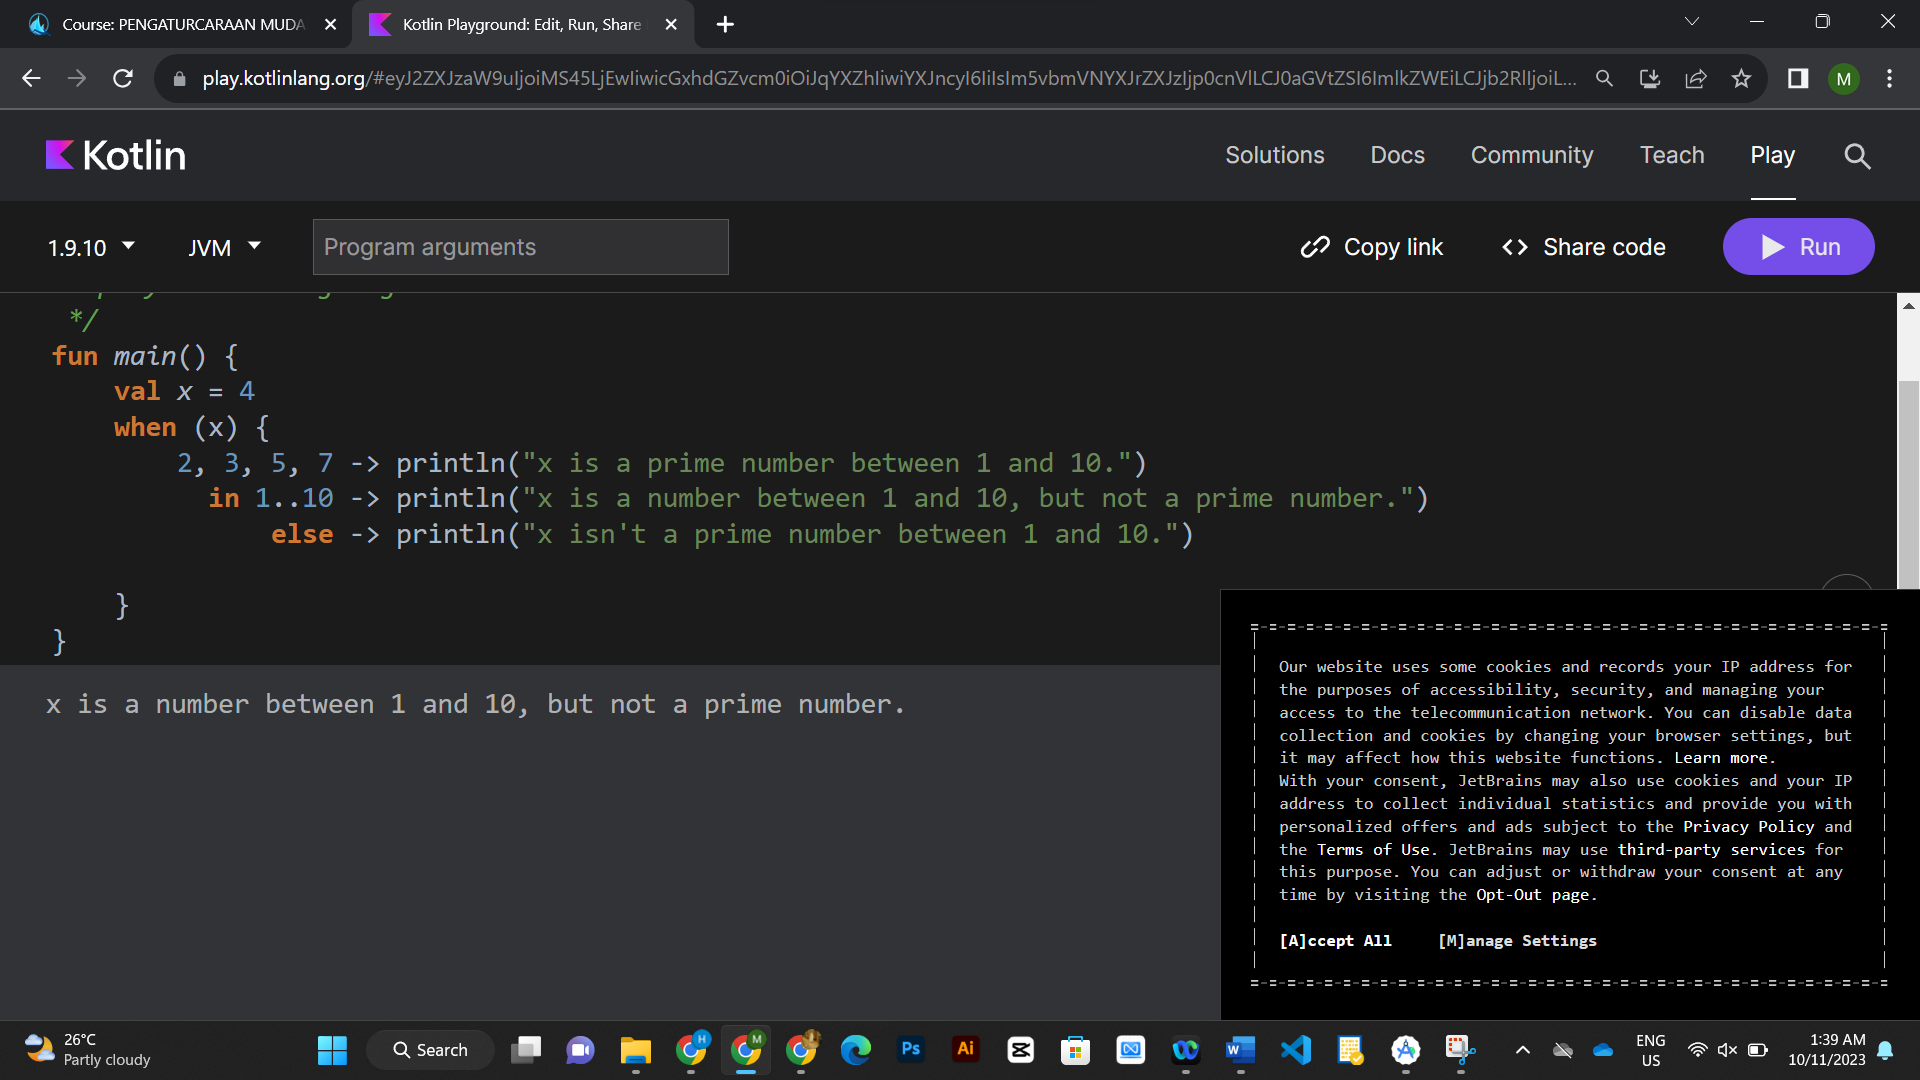 Course: PENGATURCARAAN MUDA
Kotlin Playground: Edit, Run, Share
play.kotlinlang.org/#eyJ2ZXJzaW9uIjoiMS45LjEwIiwicGxhdGZvcm0iOiJqYXZhIiwiYXJncyI6IiIsIm5vbmVNYXJrZXJzIjp0cnVlLCJ0aGVtZSI6ImlkZWEiLCJjb2RlIjoiL...
M
Kotlin
Solutions Docs Community Teach Play
1.9.10 JVM Program arguments Copy link <> Share code Run
*/
fun main() {
val x = 4
when (x) {
2, 3, 5, 7 -> println("x is a prime number between 1 and 10.")
in 1..10 -> println("x is a number between 1 and 10, but not a prime number.")
else -> println("x isn't a prime number between 1 and 10.")
}
}
x is a number between 1 and 10, but not a prime number.
Our website uses some cookies and records your IP address for
the purposes of accessibility, security, and managing your
access to the telecommunication network. You can disable data
collection and cookies by changing your browser settings, but
it may affect how this website functions. Learn more.
With your consent, JetBrains may also use cookies and your IP
address to collect individual statistics and provide you with
personalized offers and ads subject to the Privacy Policy and
the Terms of Use. JetBrains may use third-party services for
this purpose. You can adjust or withdraw your consent at any
time by visiting the Opt-Out page.
[A]ccept All [M]anage Settings
26°C
Partly cloudy
Search
H
M
Ps
Ai
W
ENG
US
1:39 AM
10/11/2023